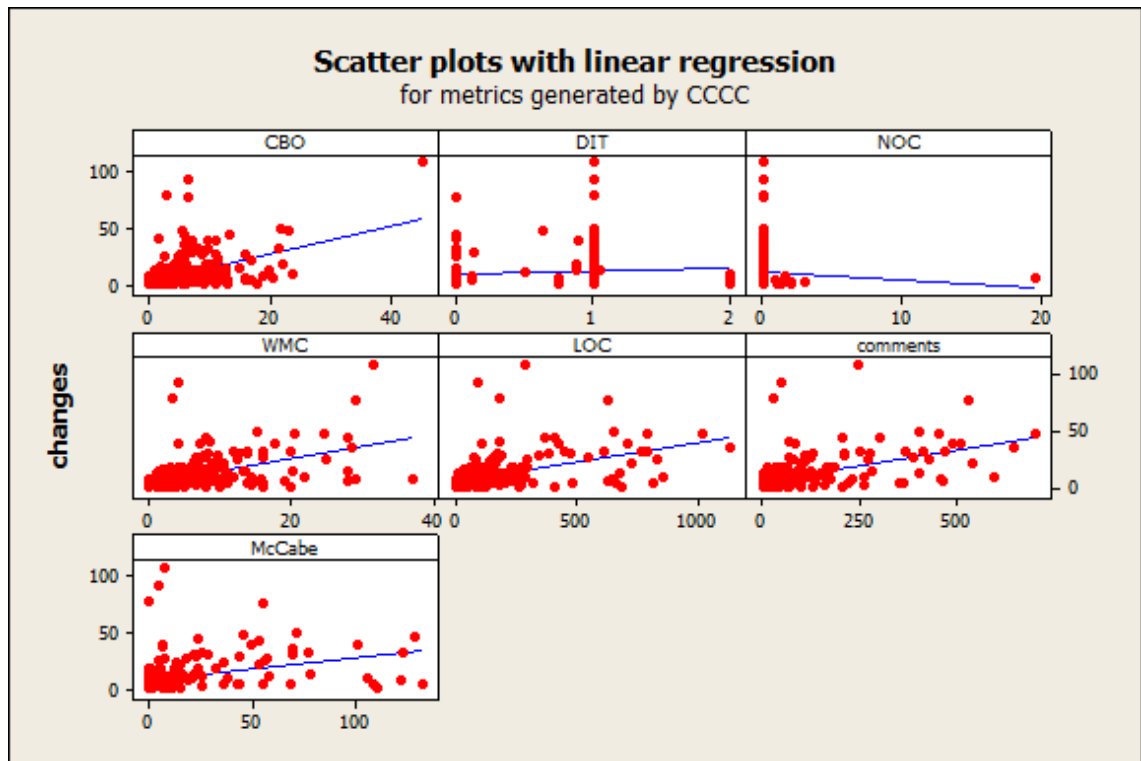 Scatter plots with linear regression
for metrics generated by CCCC
CBO DIT NOC
100
50
0
0 20 40 0 1 2 0 10 20
WMC LOC comments
100
50
0
0 20 40 0 500 1000 0 250 500
changes
McCabe
100
50
0
0 50 100